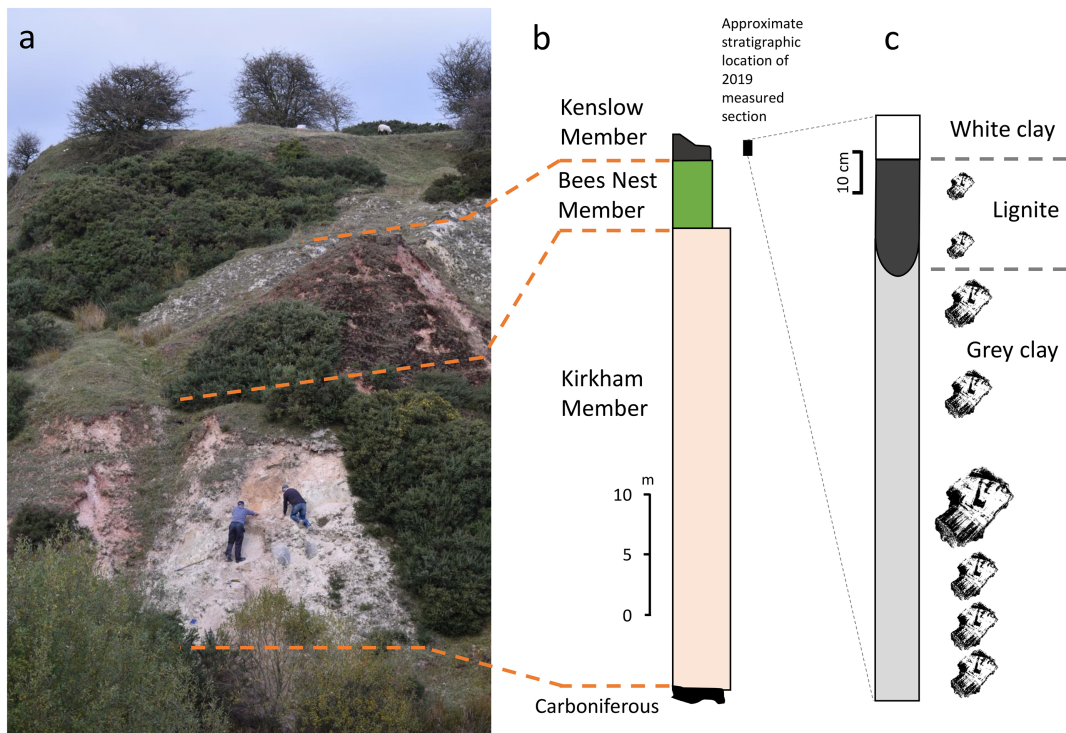 a
b
Approximate
stratigraphic
location of
2019
measured
section
c
Kenslow
Member
Bees Nest
Member
Kirkham
Member
m
10
5
0
Carboniferous
10 cm
White clay
Lignite
Grey clay